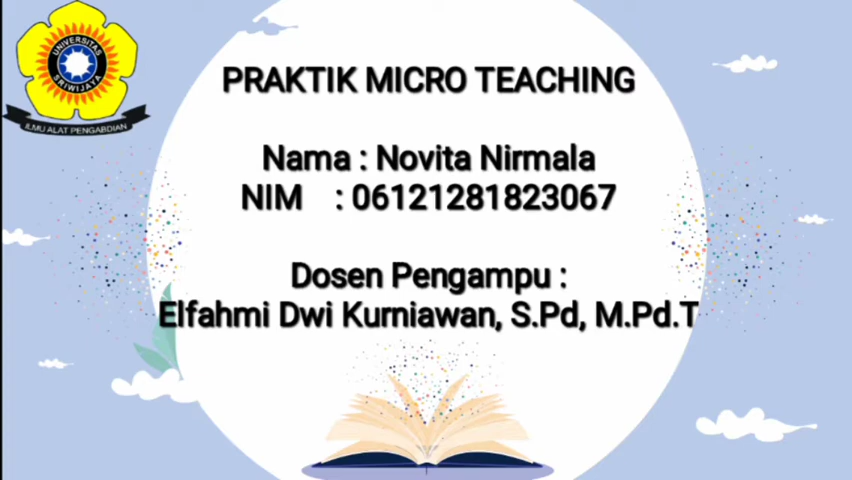 UNIVERSITAS
SRIWIJAYA
ILMU ALAT PENGABDIAN
PRAKTIK MICRO TEACHING
Nama : Novita Nirmala
NIM : 06121281823067
Dosen Pengampu :
Elfahmi Dwi Kurniawan, S.Pd, M.Pd.T